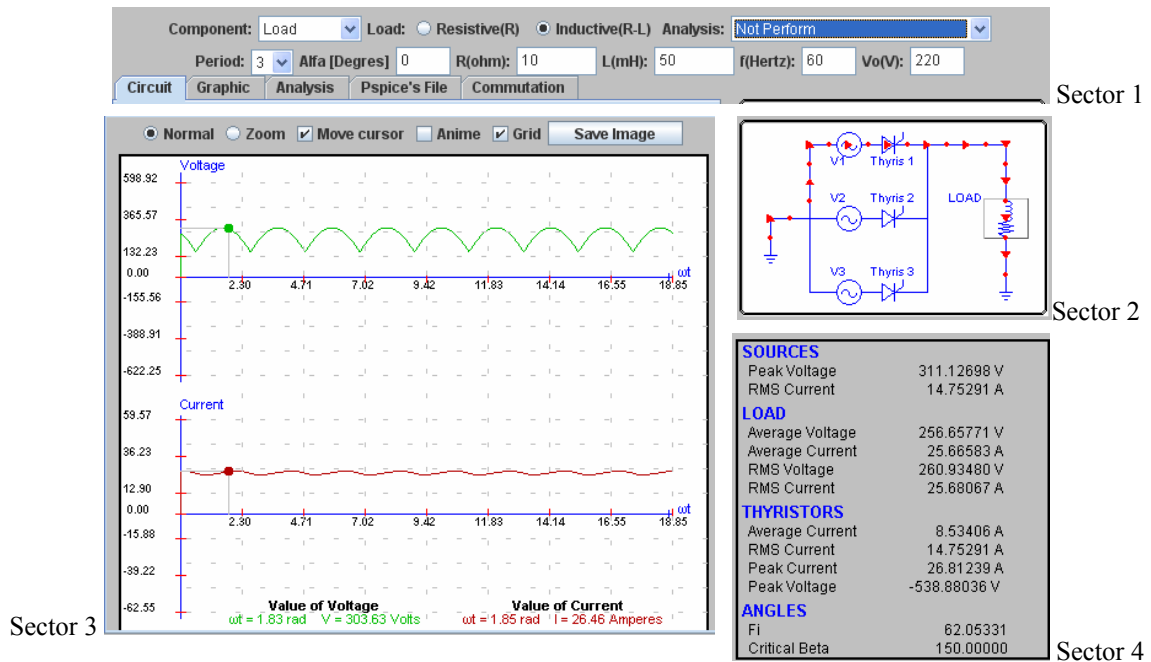 Component: Load Load: Resistive(R) Inductive(R-L) Analysis: Not Perform
Period: 3 Alfa [Degres] 0 R(ohm): 10 L(mH): 50 f(Hertz): 60 Vo(V): 220
Circuit Graphic Analysis Pspice's File Commutation
Sector 1
Normal Zoom Move cursor Anime Grid Save Image
Voltage
598.92
365.57
132.23
0.00
ωt
2.30 4.71 7.02 9.42 11.83 14.14 16.55 18.85
-155.56
-388.91
-622.25
Current
59.57
36.23
12.90
0.00
ωt
2.30 4.71 7.02 9.42 11.83 14.14 16.55 18.85
-15.88
-39.22
-62.55
Value of Voltage Value of Current
ωt = 1.83 rad V = 303.63 Volts ωt = 1.85 rad I = 26.46 Amperes
Sector 3
V1 Thyris 1
V2 Thyris 2 LOAD
V3 Thyris 3
Sector 2
SOURCES
Peak Voltage 311.12698 V
RMS Current 14.75291 A
LOAD
Average Voltage 256.65771 V
Average Current 25.66583 A
RMS Voltage 260.93480 V
RMS Current 25.68067 A
THYRISTORS
Average Current 8.53406 A
RMS Current 14.75291 A
Peak Current 26.81239 A
Peak Voltage -538.88036 V
ANGLES
Fi 62.05331
Critical Beta 150.00000
Sector 4